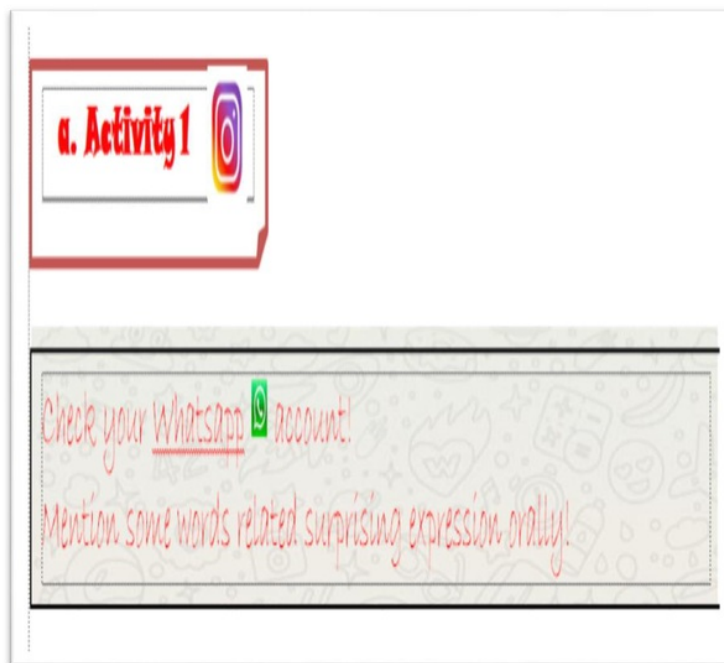 a. Activity 1
Check your Whatsapp account!
Mention some words related surprising expression orally!